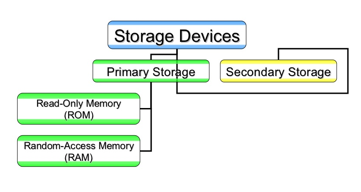 Storage Devices
Primary Storage
Secondary Storage
Read-Only Memory
(ROM)
Random-Access Memory
(RAM)